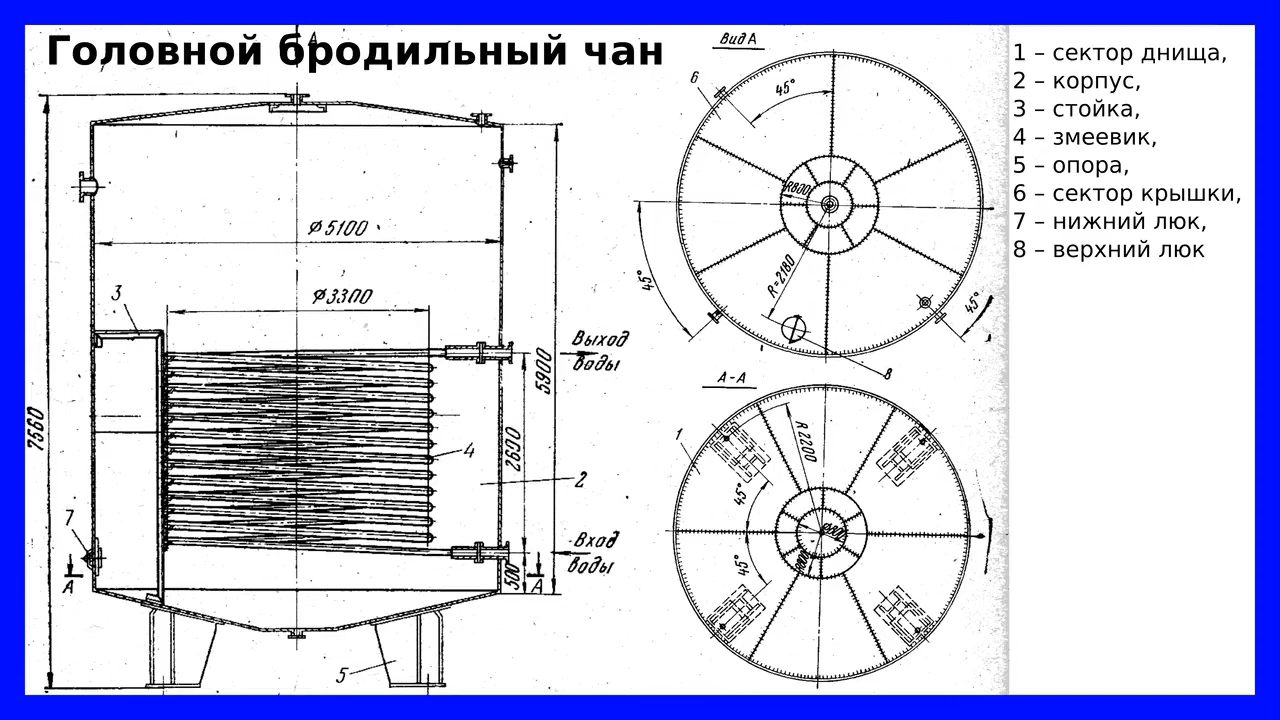 Головной бродильный чан
А
Вид А
1 – сектор днища,
2 – корпус,
3 – стойка,
4 – змеевик,
5 – опора,
6 – сектор крышки,
7 – нижний люк,
8 – верхний люк
6
45°
R800
Ø5100
R=2180
45°
45°
3
Ø3300
Выход
воды
8
5900
7560
А-А
1
R2200
4
2600
2
45°
7
Вход
воды
45°
А
500
А
5